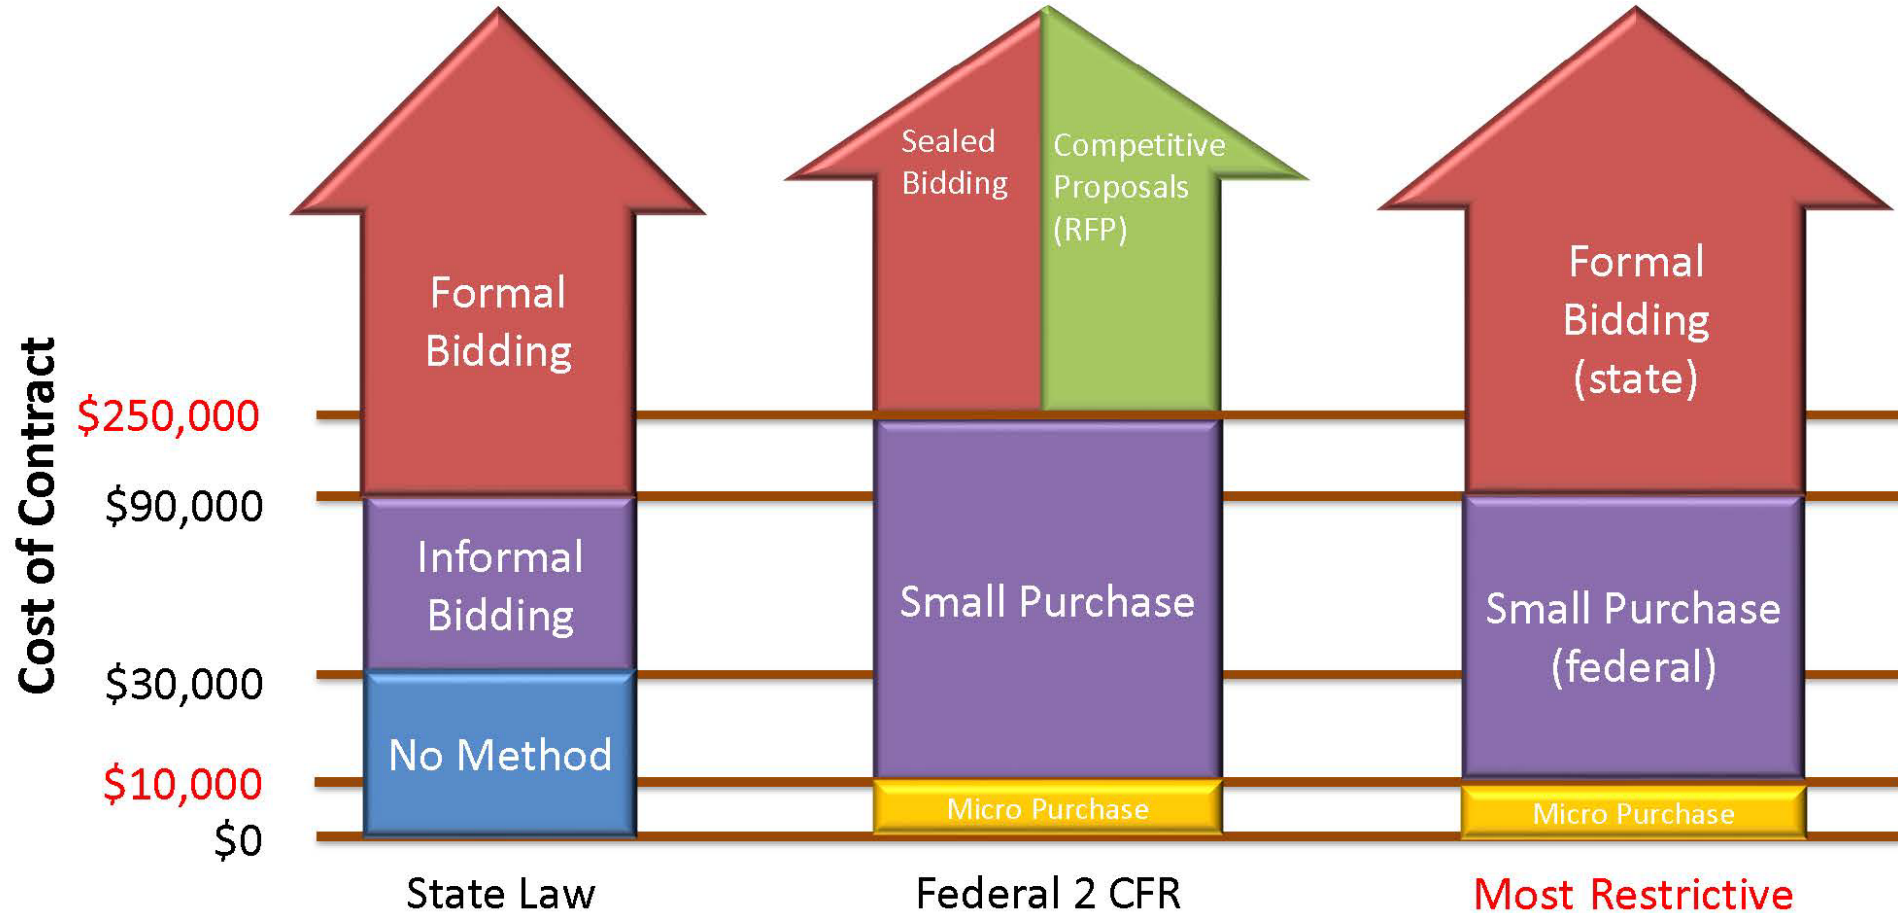 Cost of Contract
$250,000
$90,000
$30,000
$10,000
$0
Formal
Bidding
Informal
Bidding
No Method
State Law
Sealed
Bidding
Competitive
Proposals
(RFP)
Small Purchase
Micro Purchase
Federal 2 CFR
Formal
Bidding
(state)
Small Purchase
(federal)
Micro Purchase
Most Restrictive